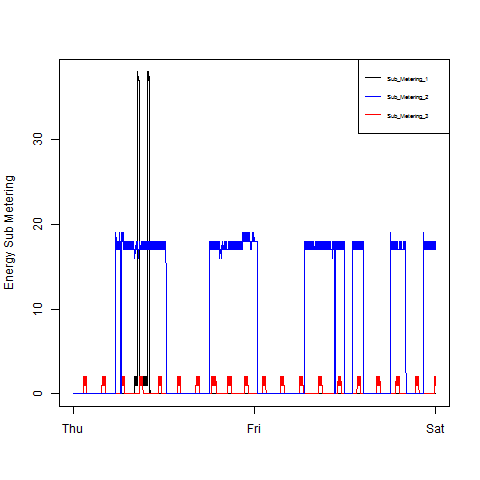 Sub_Metering_1
Sub_Metering_2
Sub_Metering_3
Energy Sub Metering
30
20
10
0
Thu Fri Sat